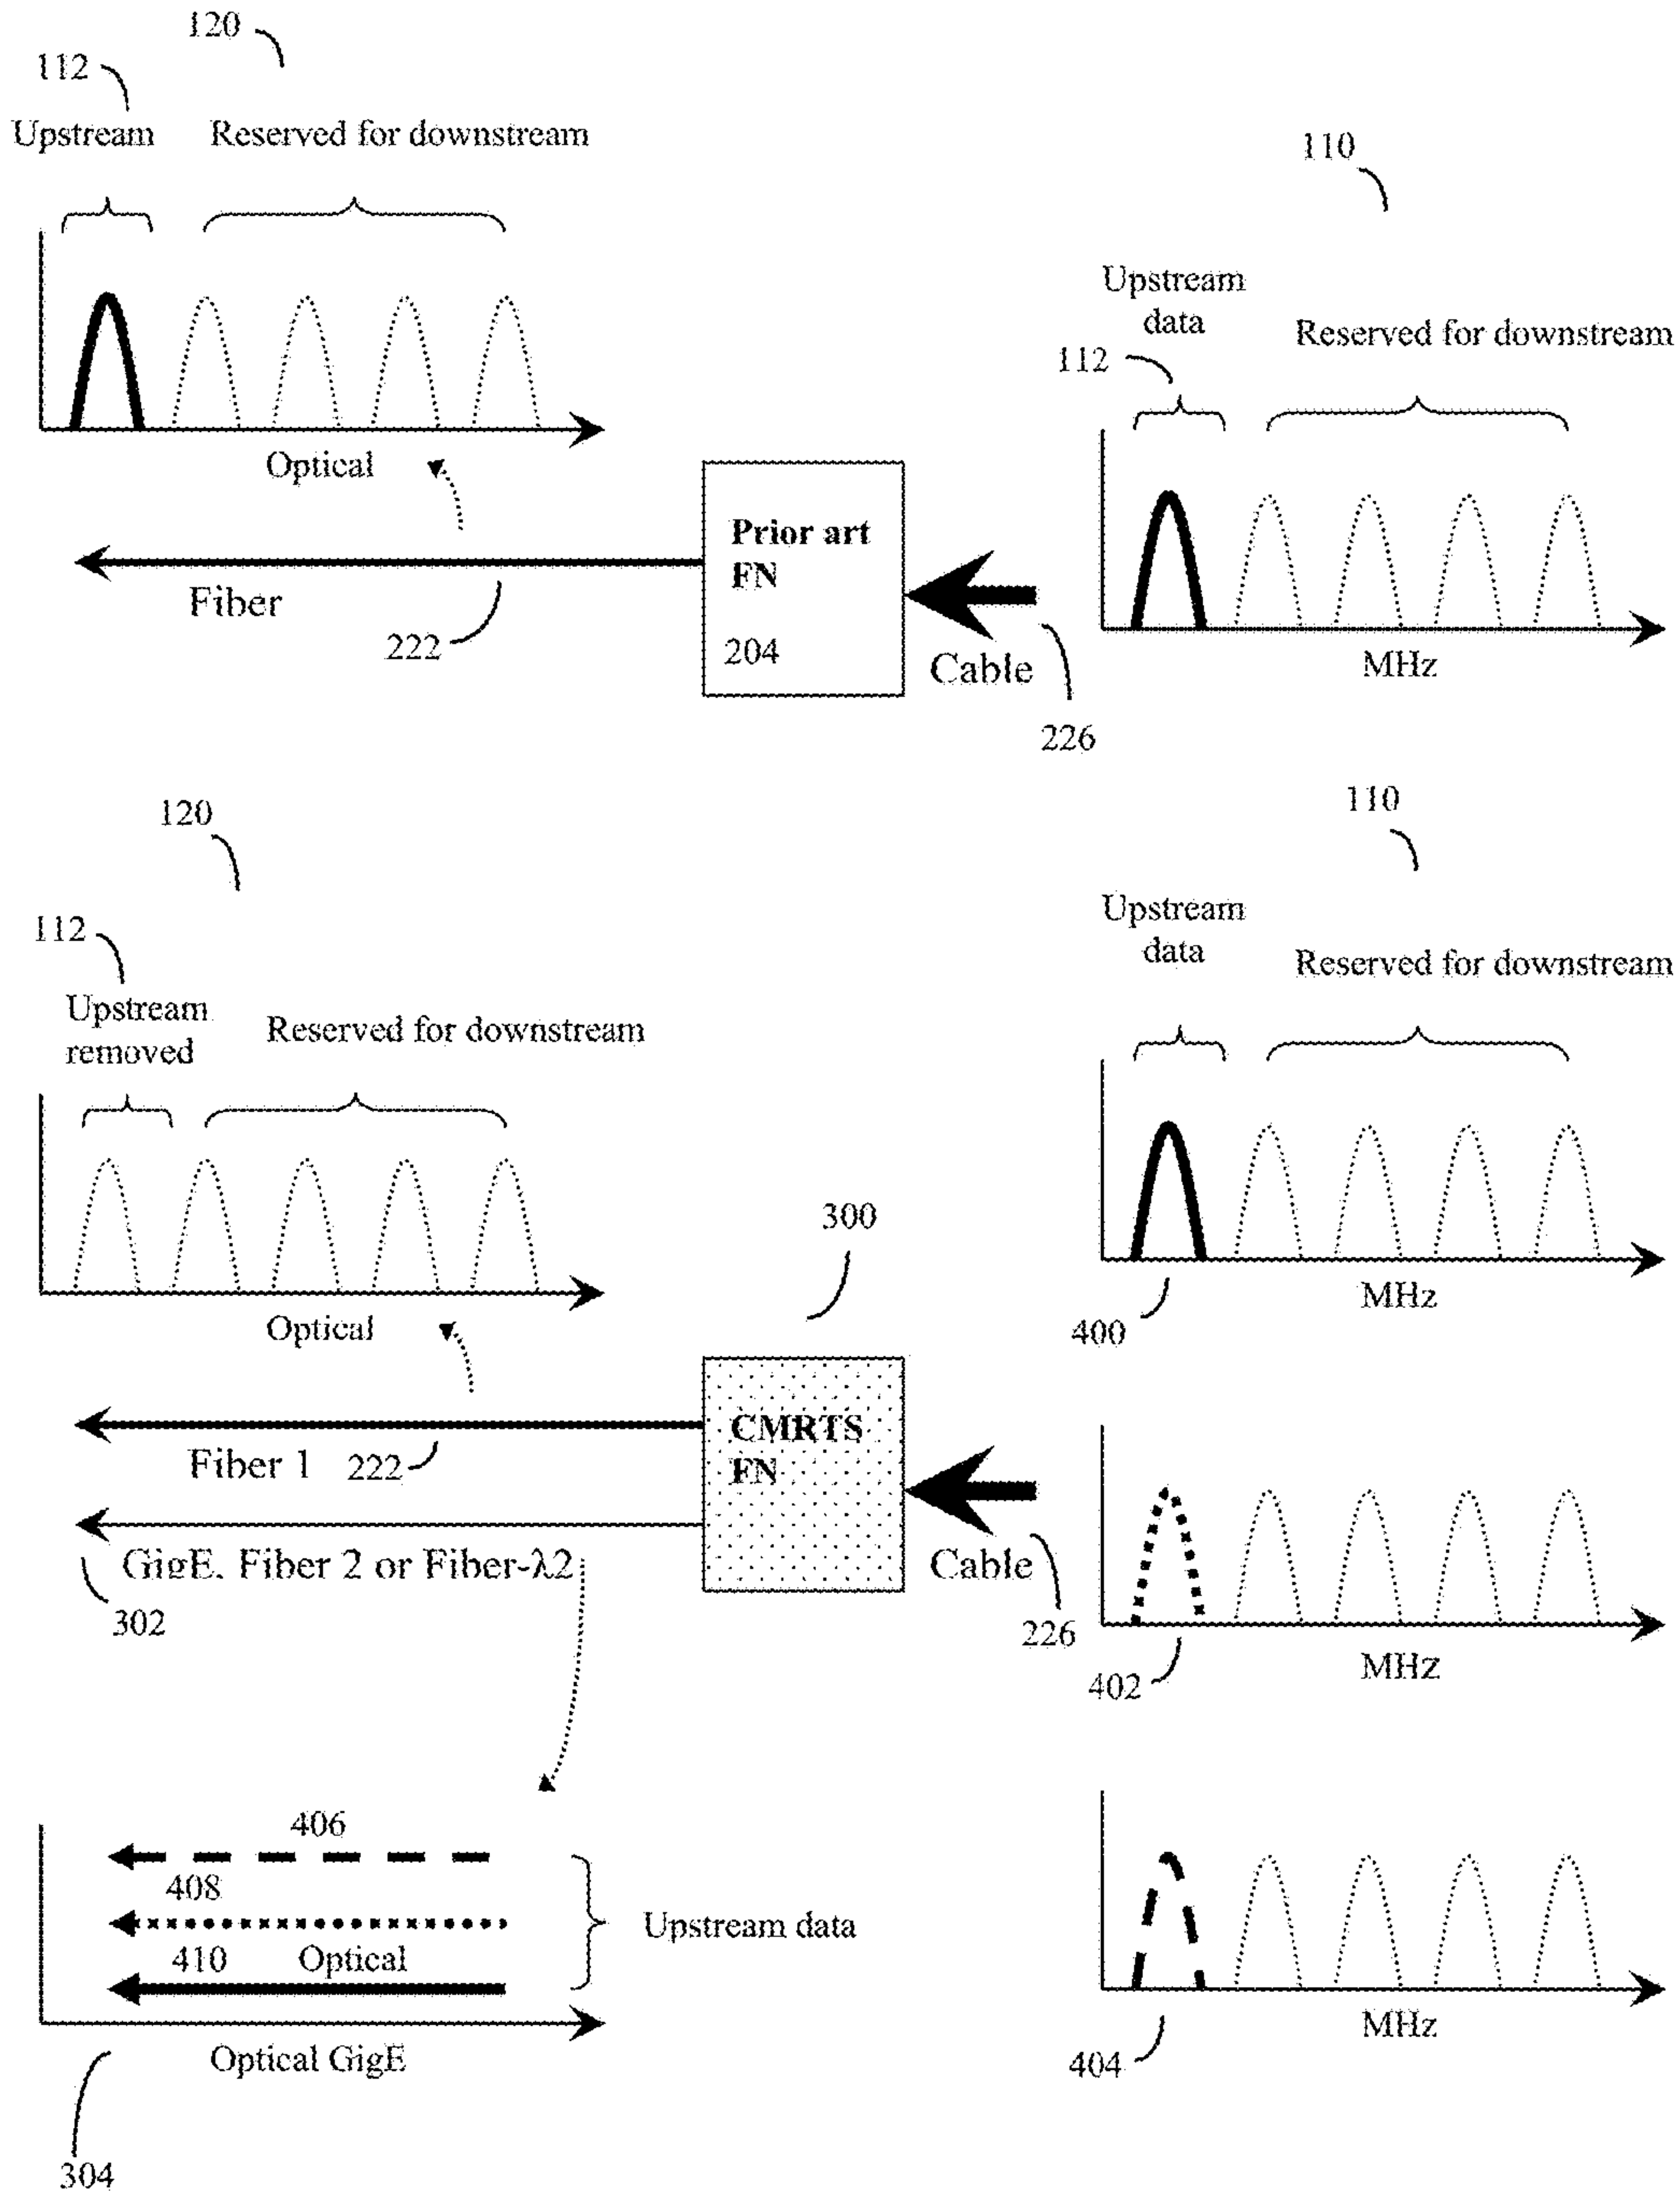 120
112
Upstream
Reserved for downstream
110
Upstream
data
Reserved for downstream
112
Optical
Prior art
FN
204
Fiber
222
Cable
226
MHz
120
110
112
Upstream
data
Reserved for downstream
Upstream
removed
Reserved for downstream
300
Optical
MHz
400
CMRTS
FN
Fiber 1
222
GigE, Fiber 2 or Fiber-λ2
302
Cable
226
MHz
402
406
408
410
Optical
Upstream data
Optical GigE
304
MHz
404